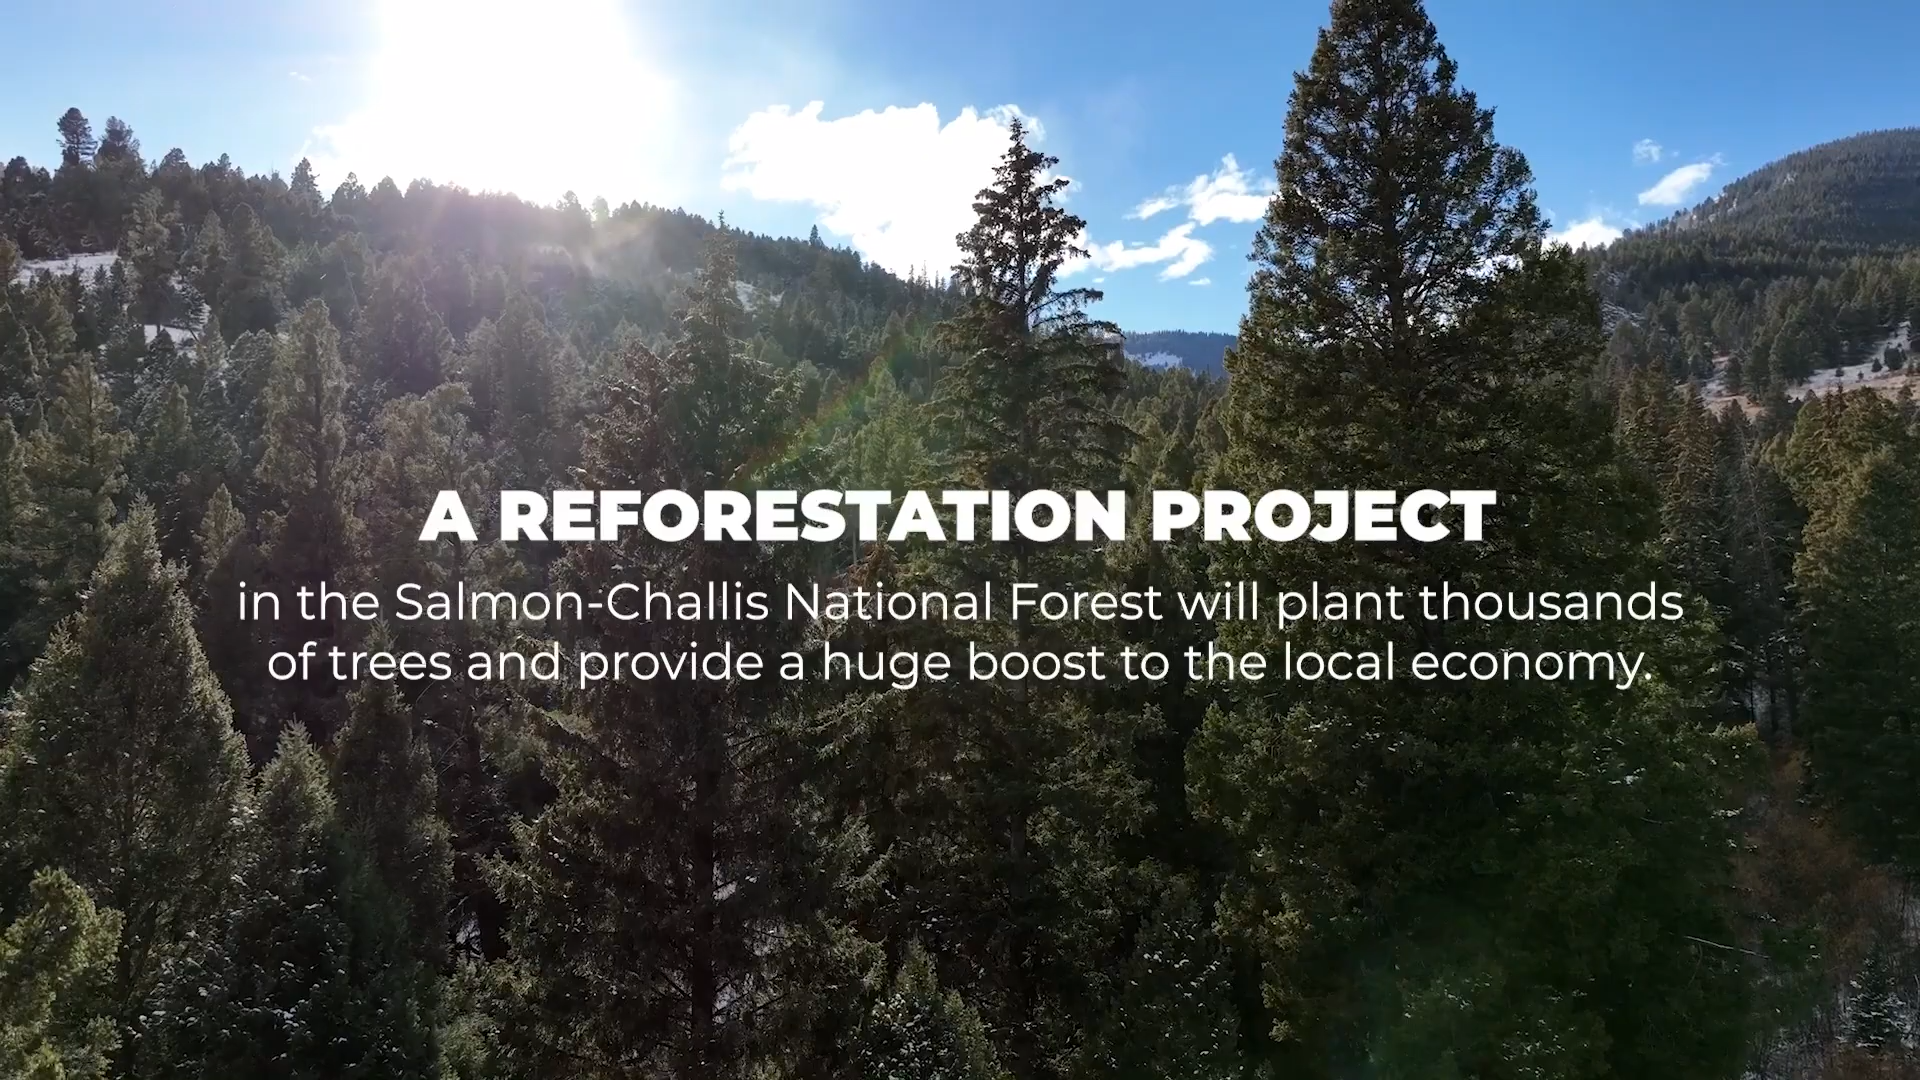 A REFORESTATION PROJECT
in the Salmon-Challis National Forest will plant thousands
of trees and provide a huge boost to the local economy.